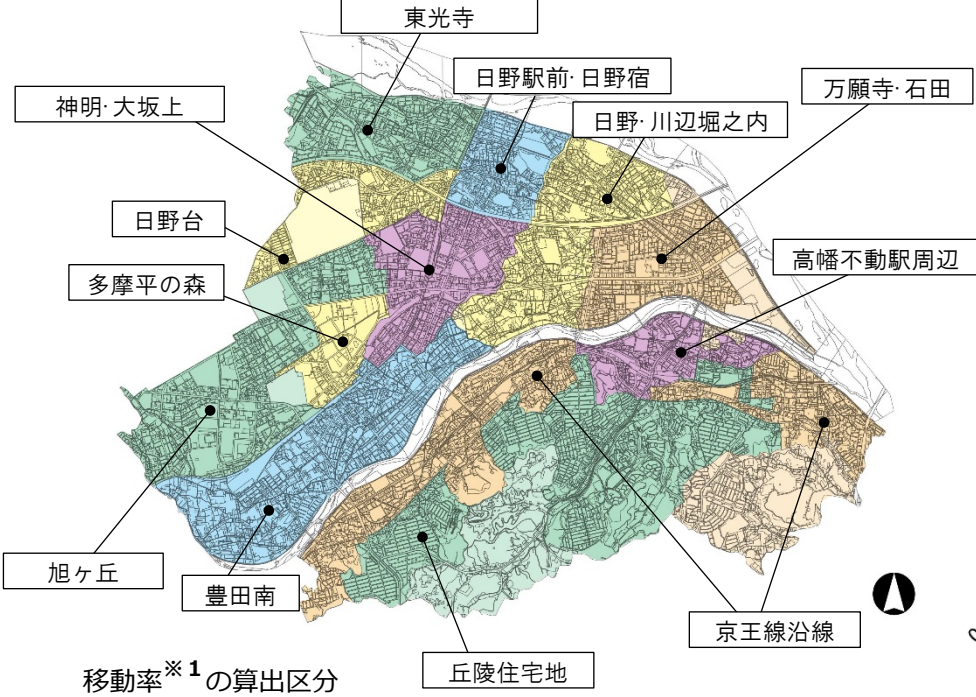 東光寺
日野駅前･日野宿
万願寺･石田
神明･大坂上
日野･川辺堀之内
日野台
高幡不動駅周辺
多摩平の森
旭ヶ丘
豊田南
京王線沿線
丘陵住宅地
移動率※1の算出区分